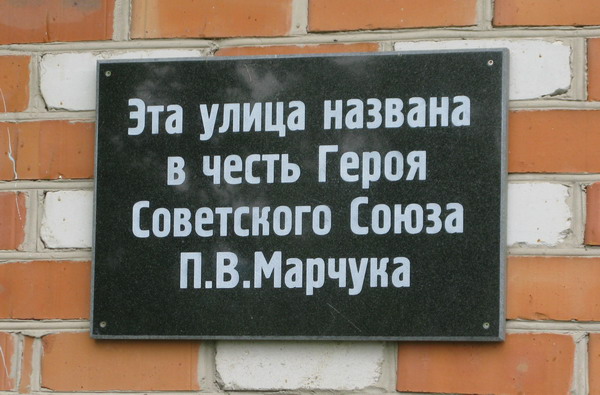 Эта улица названа
в честь Героя
Советского Союза
П.В.Марчука